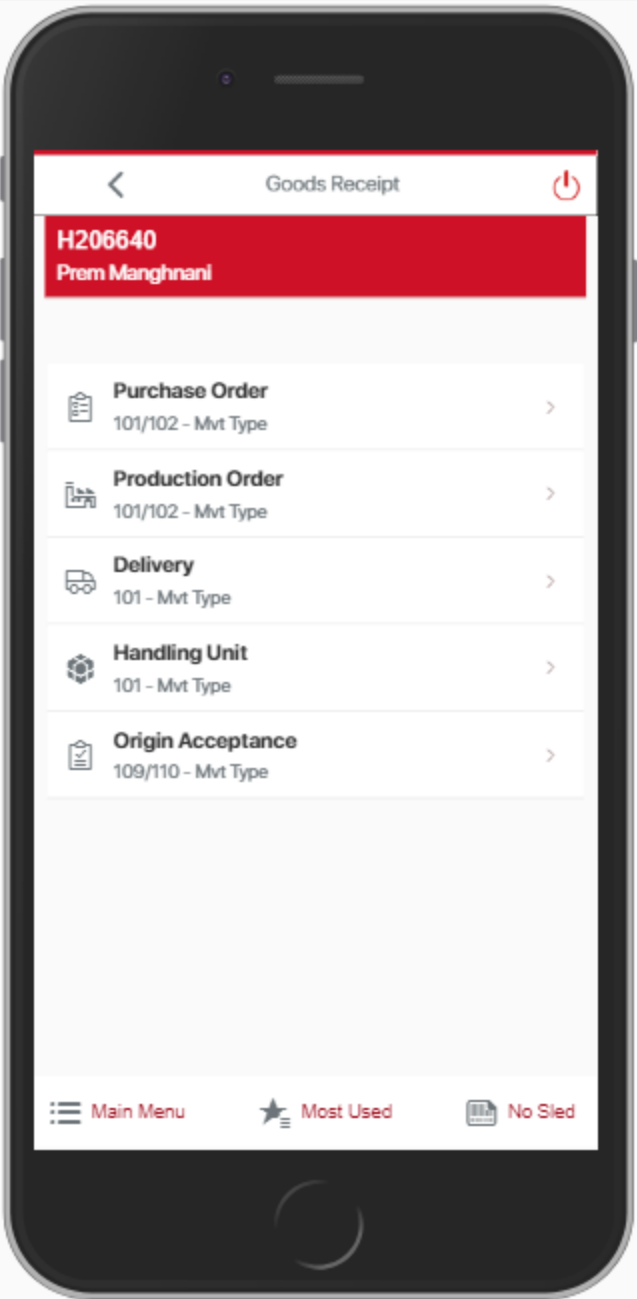 Goods Receipt
H206640
Prem Manghnani
Purchase Order
101/102 - Mvt Type
Production Order
101/102 - Mvt Type
Delivery
101 - Mvt Type
Handling Unit
101 - Mvt Type
Origin Acceptance
109/110 - Mvt Type
Main Menu Most Used No Sled